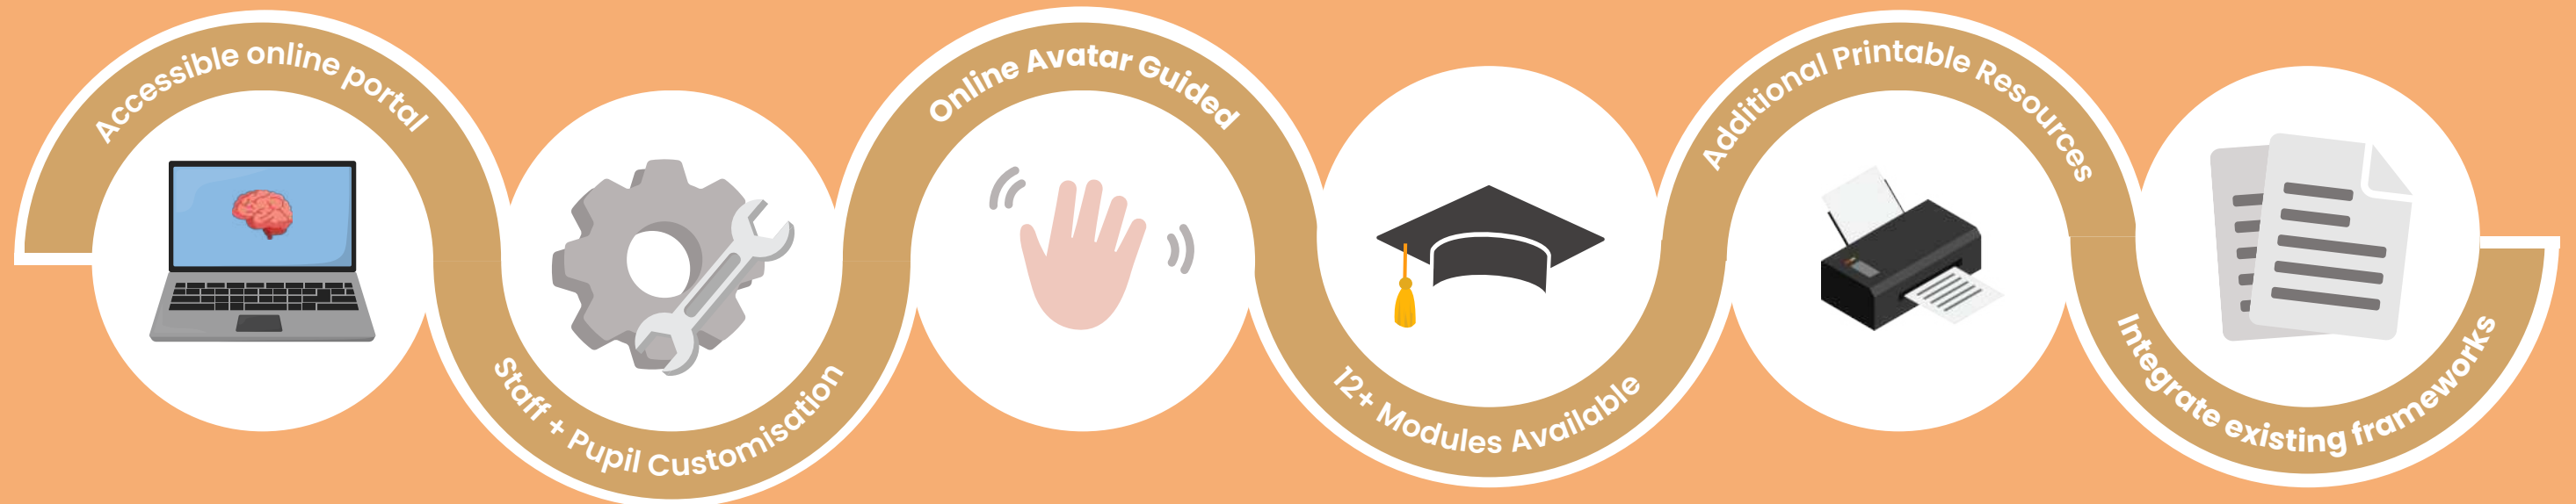 Accessible online portal
Staff + Pupil Customisation
Online Avatar Guided
12+ Modules Available
Additional Printable Resources
Integrate existing frameworks